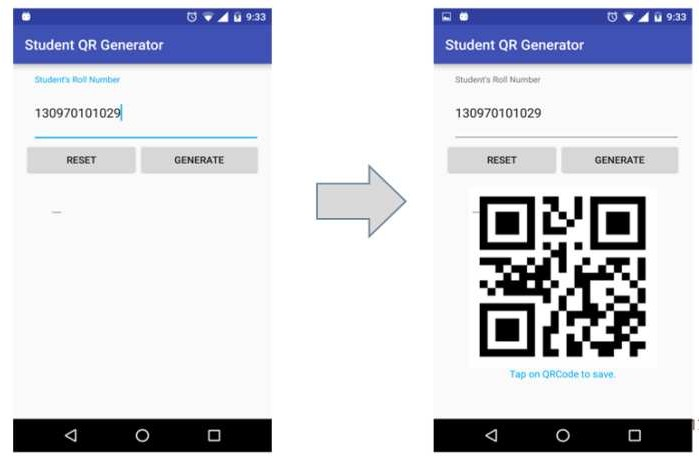 9:33
Student QR Generator
Student's Roll Number
130970101029
RESET GENERATE
9:33
Student QR Generator
Student's Roll Number
130970101029
RESET GENERATE
Tap on QRCode to save.